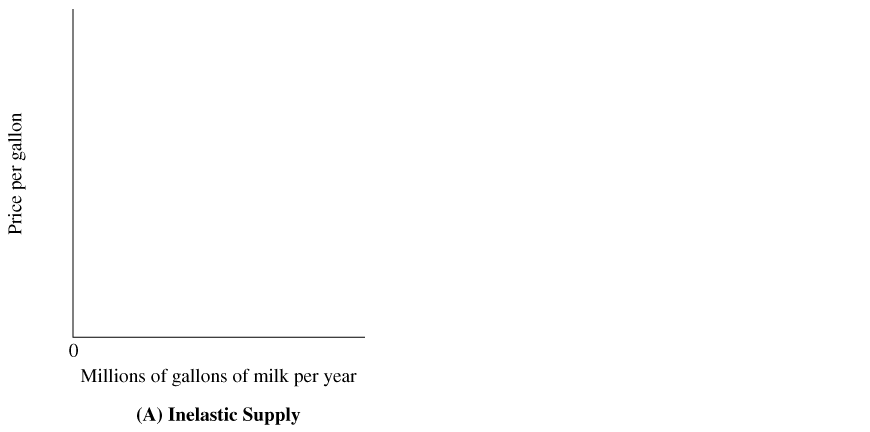 Price per gallon
0
Millions of gallons of milk per year
(A) Inelastic Supply